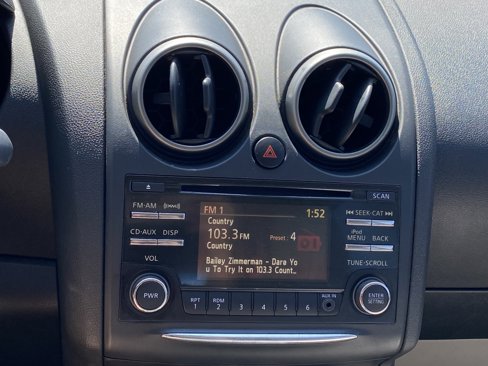 SCAN
FM•AM
SEEK•CAT
FM 1 1:52
Country
103.3 FM Preset : 4
Country
CD•AUX DISP
iPod
MENU BACK
Bailey Zimmerman - Dare Yo
u To Try It on 103.3 Count…
VOL
TUNE•SCROLL
PWR
RPT
1
RDM
2
3
4
5
6
AUX IN
ENTER
SETTING